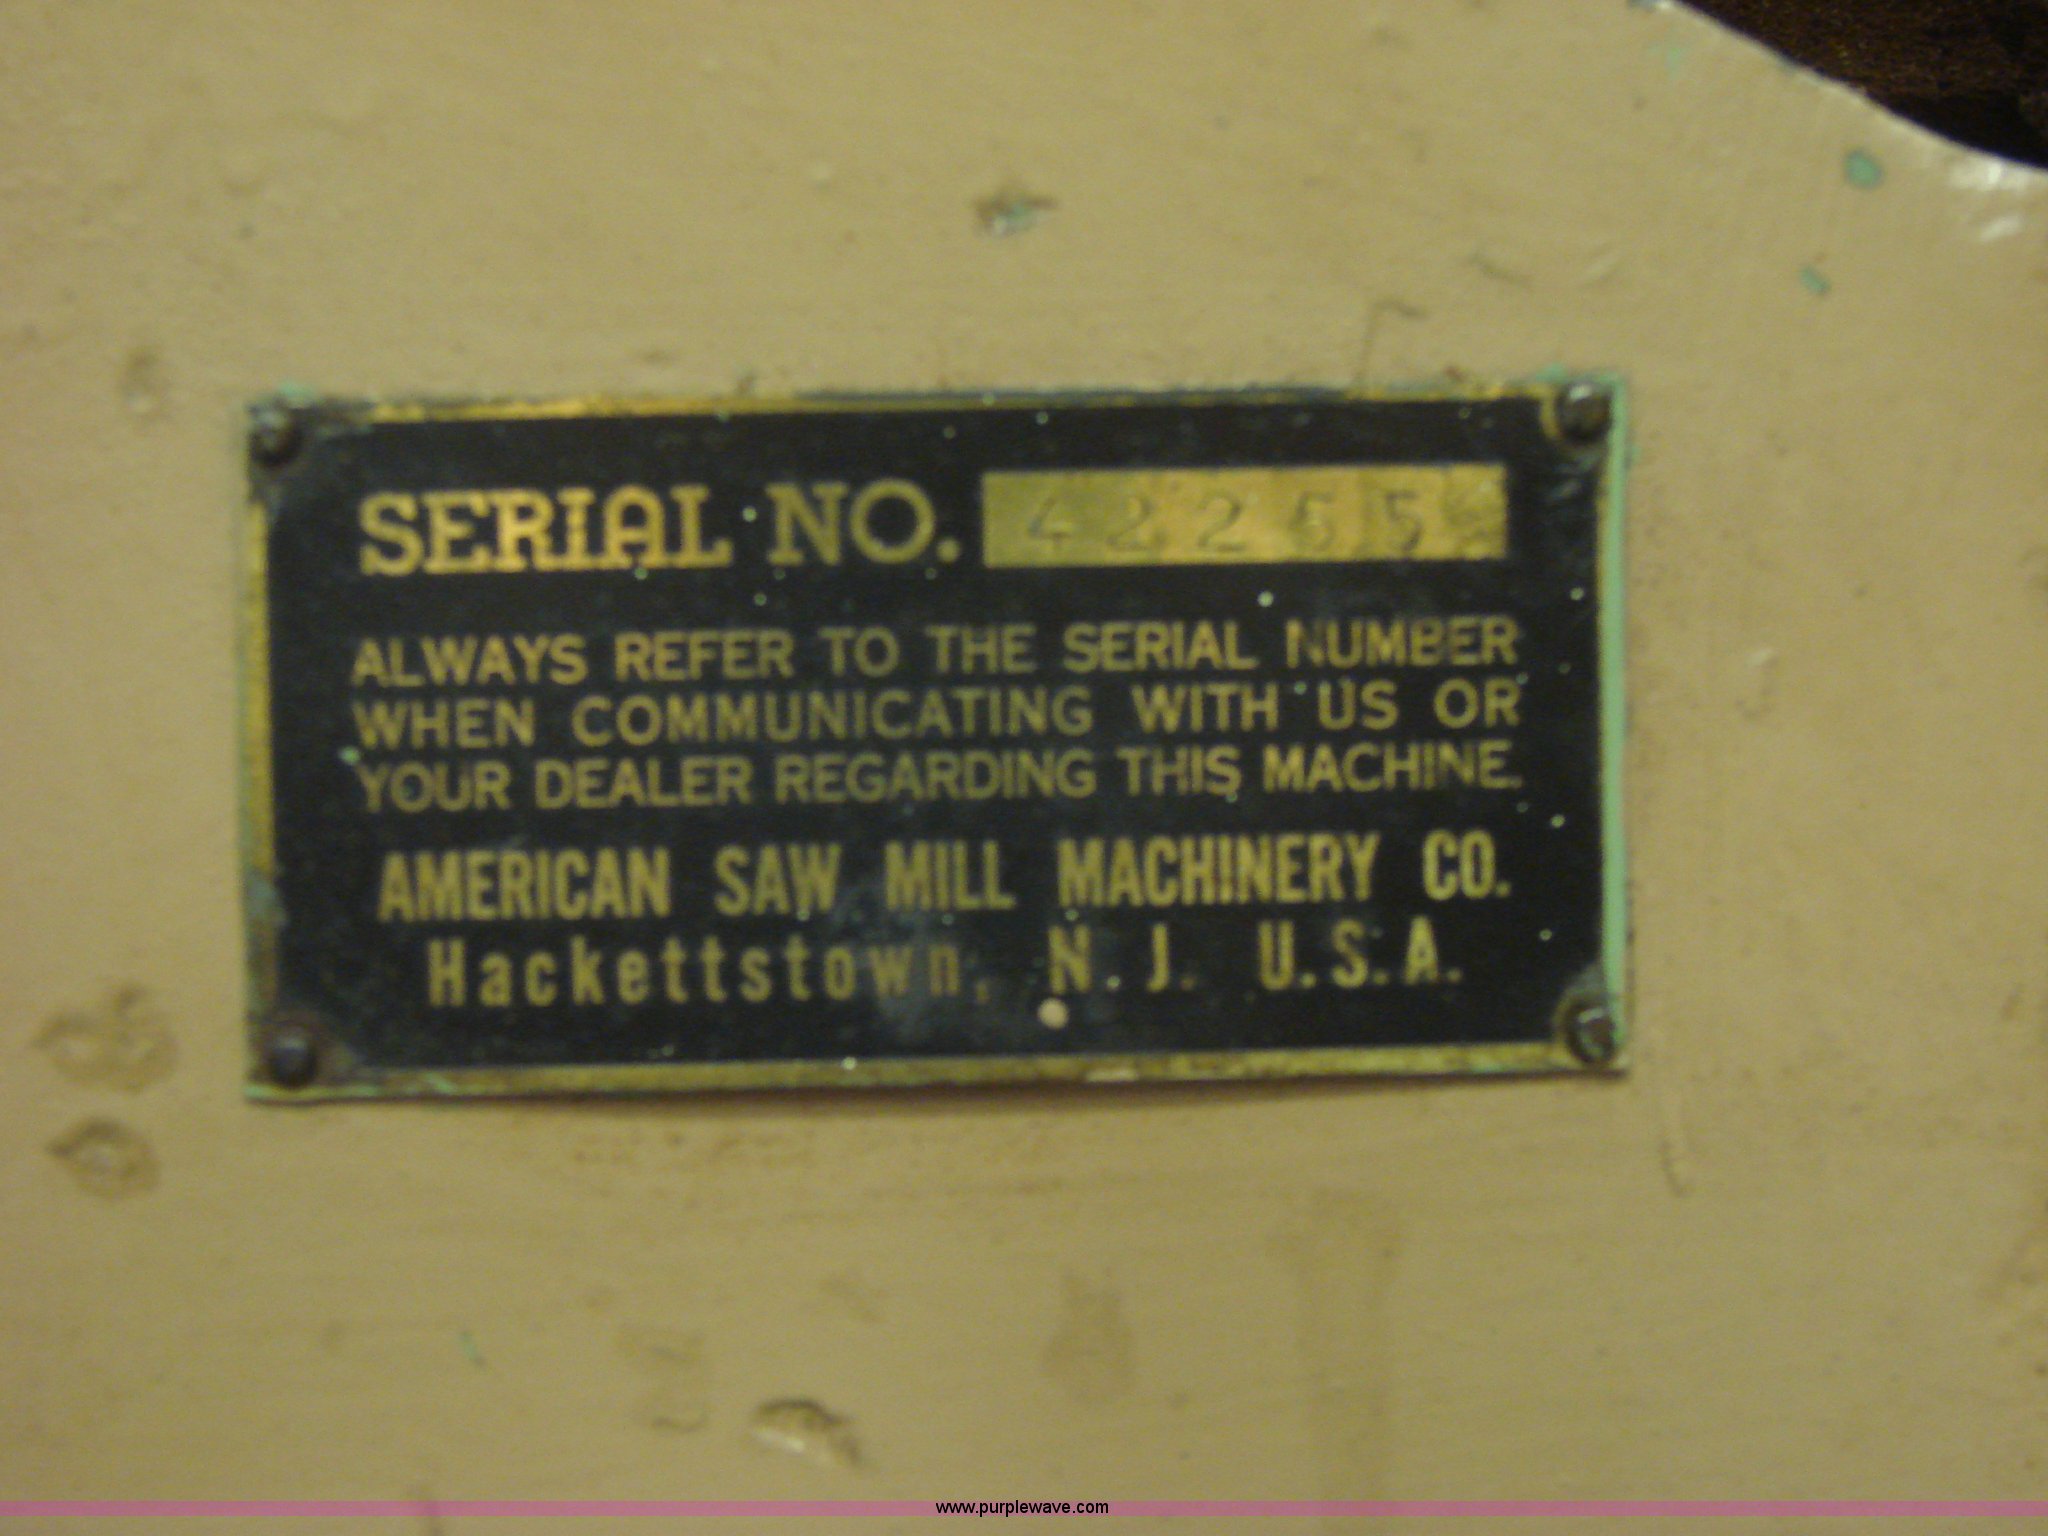 SERIAL NO. 42255
ALWAYS REFER TO THE SERIAL NUMBER
WHEN COMMUNICATING WITH US OR
YOUR DEALER REGARDING THIS MACHINE.
AMERICAN SAW MILL MACHINERY CO.
Hackettstown, N.J. U.S.A.
www.purplewave.com